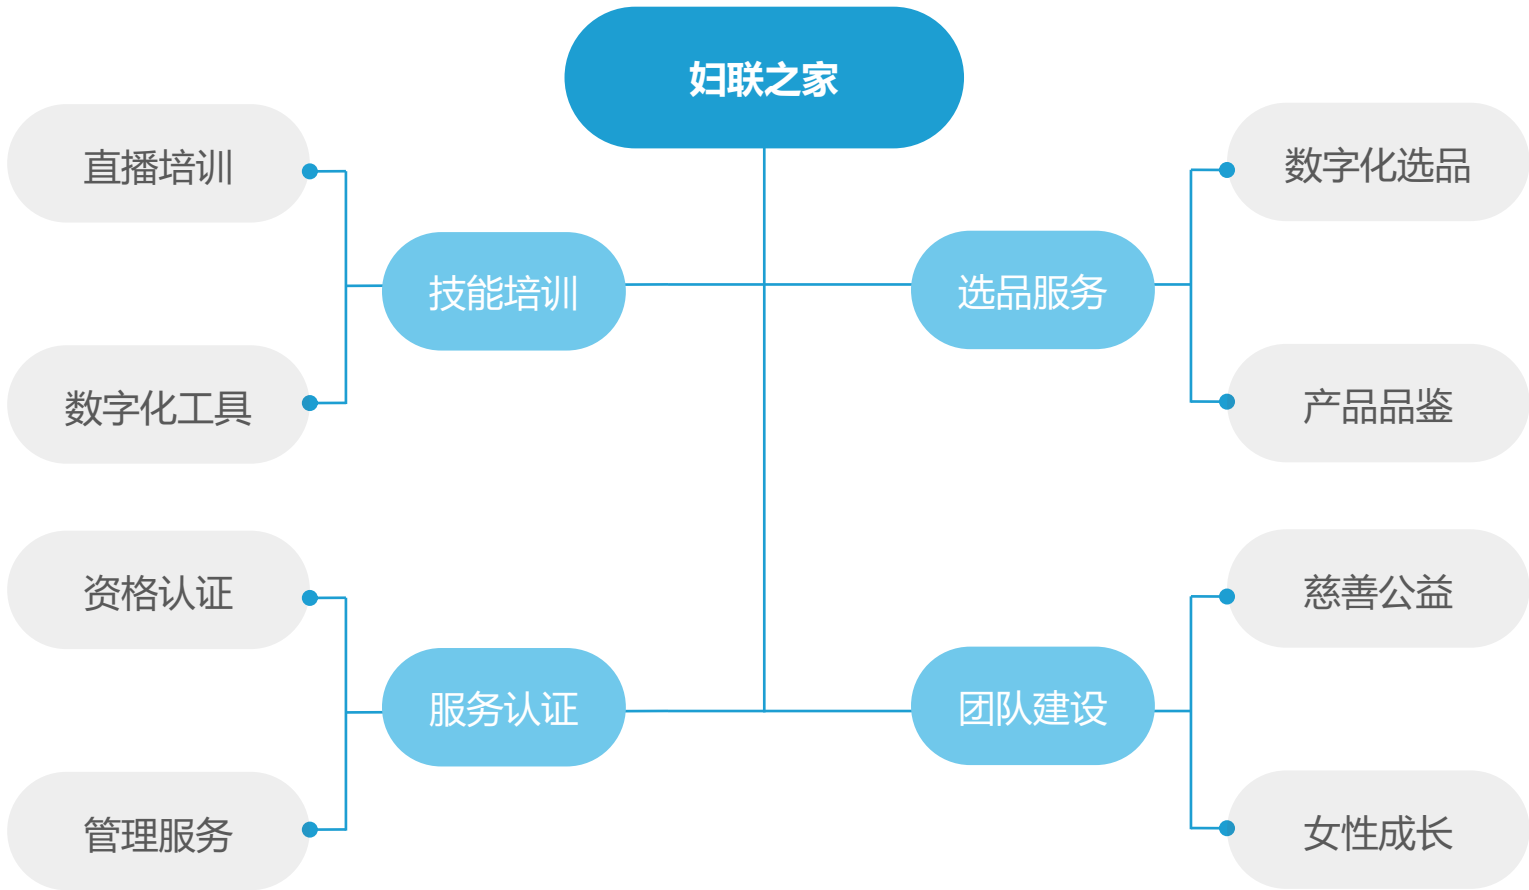 妇联之家
直播培训
数字化选品
技能培训
选品服务
数字化工具
产品品鉴
资格认证
慈善公益
服务认证
团队建设
管理服务
女性成长